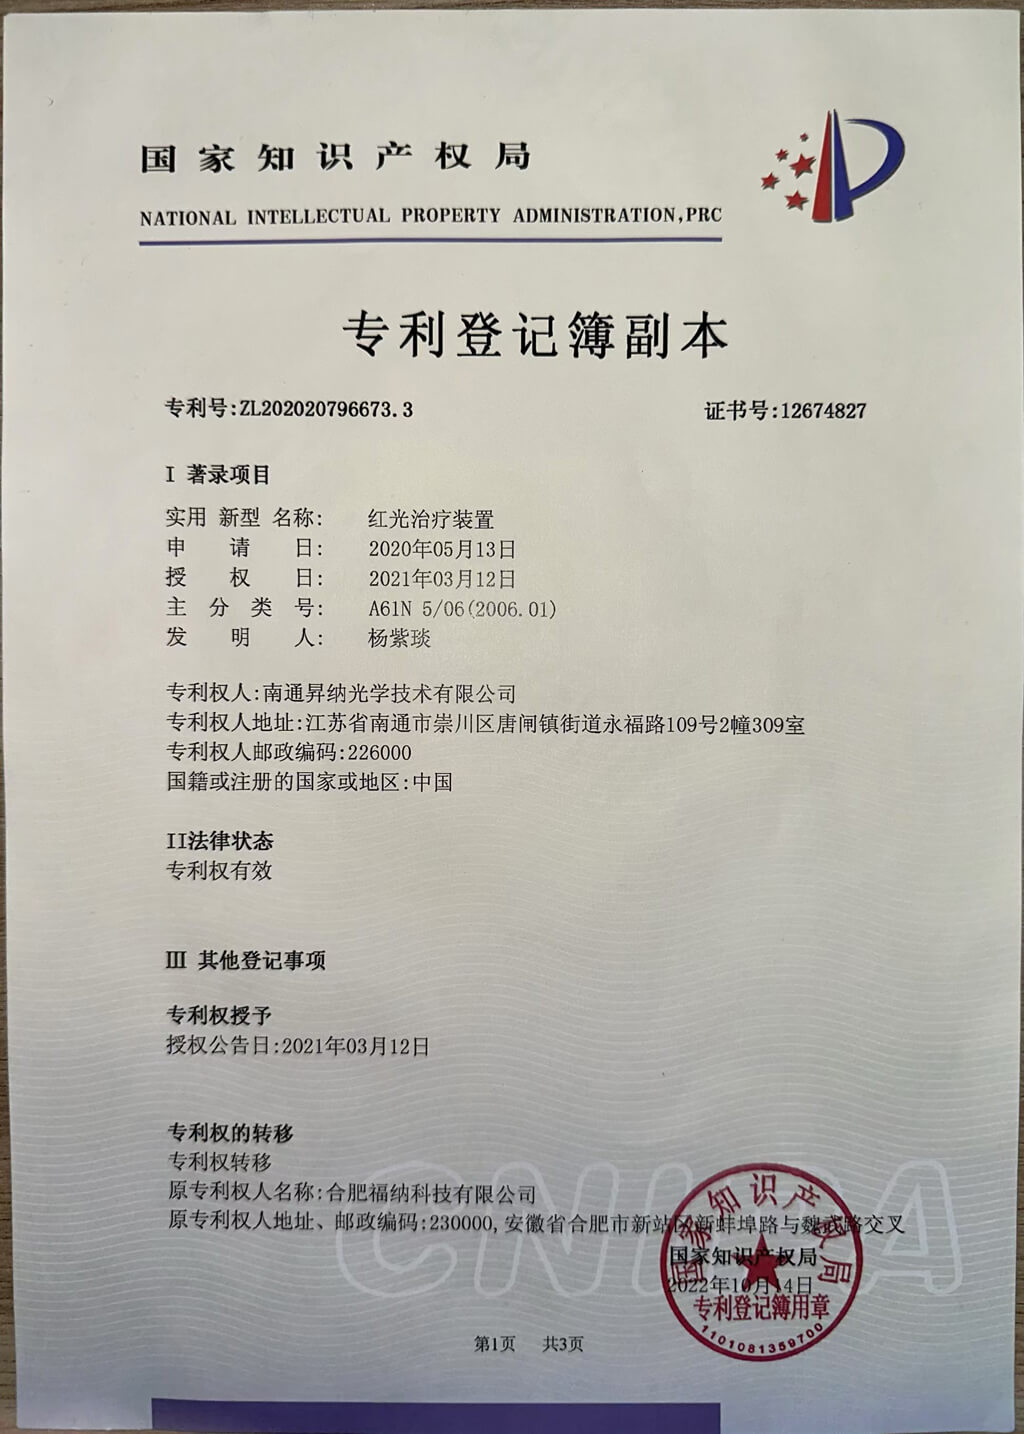 国家知识产权局
NATIONAL INTELLECTUAL PROPERTY ADMINISTRATION,PRC
专利登记簿副本
专利号:ZL202020796673.3 证书号:12674827
I 著录项目
实用 新型 名称: 红光治疗装置
申请日: 2020年05月13日
授权日: 2021年03月12日
主分类号: A61N 5/06(2006.01)
发明人: 杨紫琰
专利权人:南通昇纳光学技术有限公司
专利权人地址:江苏省南通市崇川区唐闸镇街道永福路109号2幢309室
专利权人邮政编码:226000
国籍或注册的国家或地区:中国
II法律状态
专利权有效
III 其他登记事项
专利权授予
授权公告日:2021年03月12日
专利权的转移
专利权转移
原专利权人名称:合肥福纳科技有限公司
原专利权人地址、邮政编码:230000,安徽省合肥市新站区新蚌埠路与魏武路交叉
国家知识产权局
2022年10月14日
国家知识产权局
专利登记簿用章
1101081359700
CNIPA
第1页 共3页